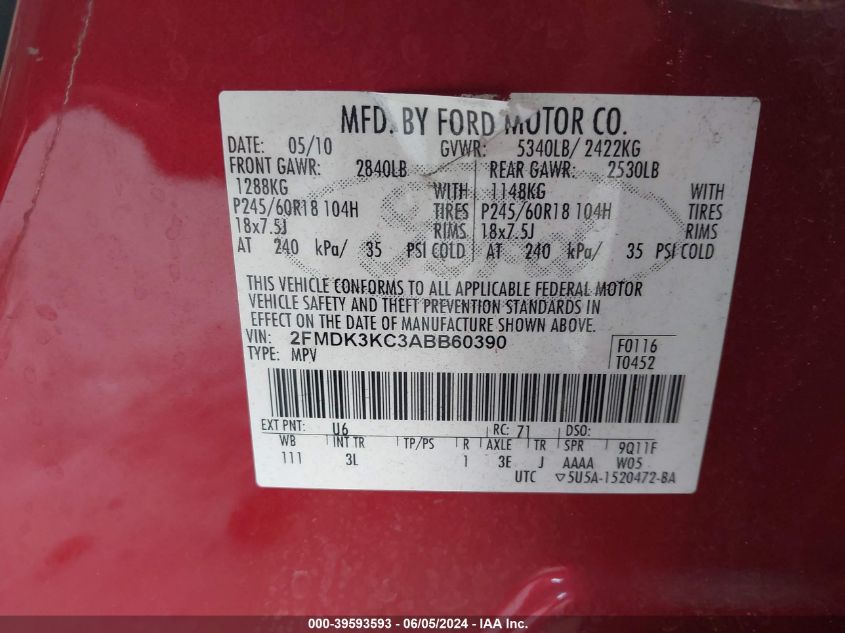 MFD. BY FORD MOTOR CO.
DATE: 05/10 GVWR: 5340LB/ 2422KG
FRONT GAWR: 2840LB REAR GAWR: 2530LB
1288KG WITH 1148KG WITH
P245/60R18 104H TIRES P245/60R18 104H TIRES
18x7.5J RIMS 18x7.5J RIMS
AT 240 kPa/ 35 PSI COLD AT 240 kPa/ 35 PSI COLD
THIS VEHICLE CONFORMS TO ALL APPLICABLE FEDERAL MOTOR
VEHICLE SAFETY AND THEFT PREVENTION STANDARDS IN
EFFECT ON THE DATE OF MANUFACTURE SHOWN ABOVE.
VIN: 2FMDK3KC3ABB60390 F0116
TYPE: MPV T0452
EXT PNT: U6 RC: 71 DSO:
WB INT TR TP/PS R AXLE TR SPR 9Q11F
111 3L 1 3E J AAAA W05
UTC ▽5U5A-1520472-BA
000-39593593 - 06/05/2024 - IAA Inc.